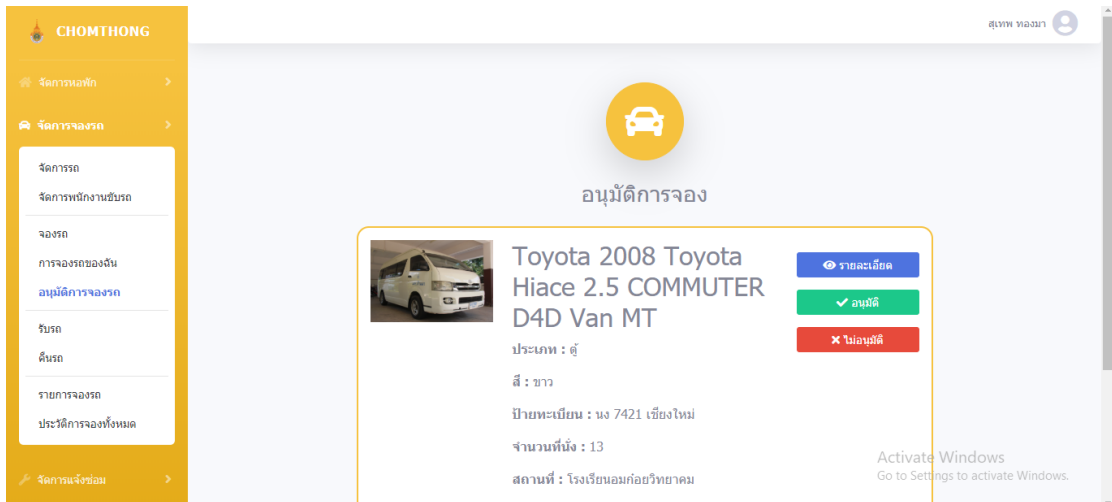 CHOMTHONG
สุเทพ ทองมา
จัดการหอพัก
จัดการจองรถ
จัดการรถ
จัดการพนักงานขับรถ
จองรถ
การจองรถของฉัน
อนุมัติการจองรถ
รับรถ
คืนรถ
รายการจองรถ
ประวัติการจองทั้งหมด
จัดการแจ้งซ่อม
อนุมัติการจอง
Toyota 2008 Toyota
Hiace 2.5 COMMUTER
D4D Van MT
ประเภท : ตู้
สี : ขาว
ป้ายทะเบียน : นง 7421 เชียงใหม่
จำนวนที่นั่ง : 13
สถานที่ : โรงเรียนอมก๋อยวิทยาคม
รายละเอียด
อนุมัติ
ไม่อนุมัติ
Activate Windows
Go to Settings to activate Windows.